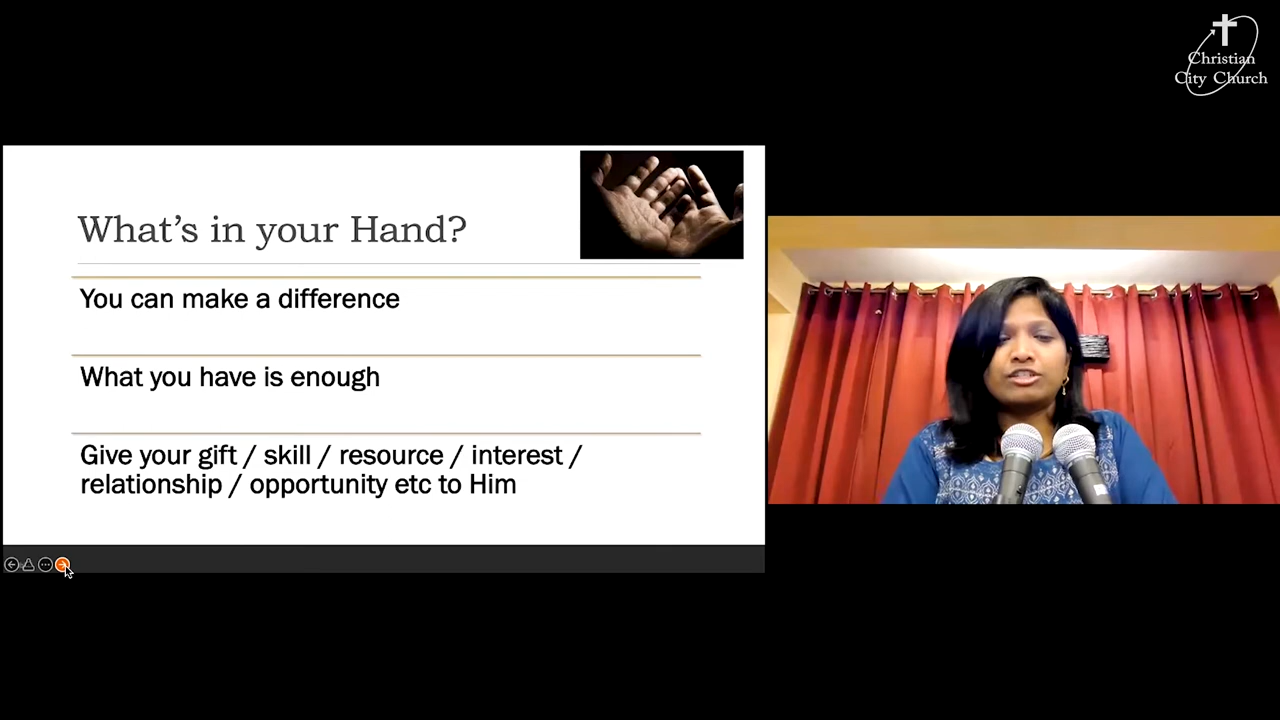 Christian
City Church
What's in your Hand?
You can make a difference
What you have is enough
Give your gift / skill / resource / interest /
relationship / opportunity etc to Him